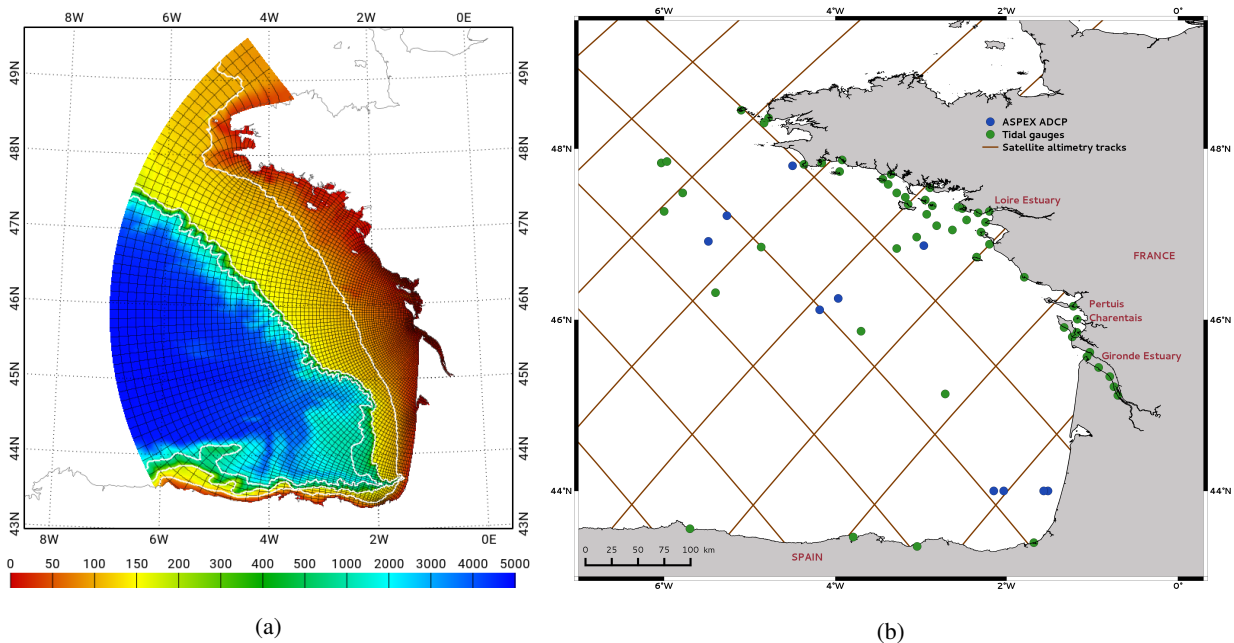 8W 6W 4W 2W 0E
49N 49N
48N 48N
47N 47N
46N 46N
45N 45N
44N 44N
43N 43N
8W 6W 4W 2W 0E
0 50 100 150 200 300 400 500 1000 2000 3000 4000 5000
(a)
6°W 4°W 2°W 0°
ASPEX ADCP
Tidal gauges
Satellite altimetry tracks
48°N 48°N
Loire Estuary
FRANCE
Pertuis
Charentais
46°N 46°N
Gironde Estuary
44°N 44°N
SPAIN
0 25 50 75 100 km
6°W 4°W 2°W 0°
(b)